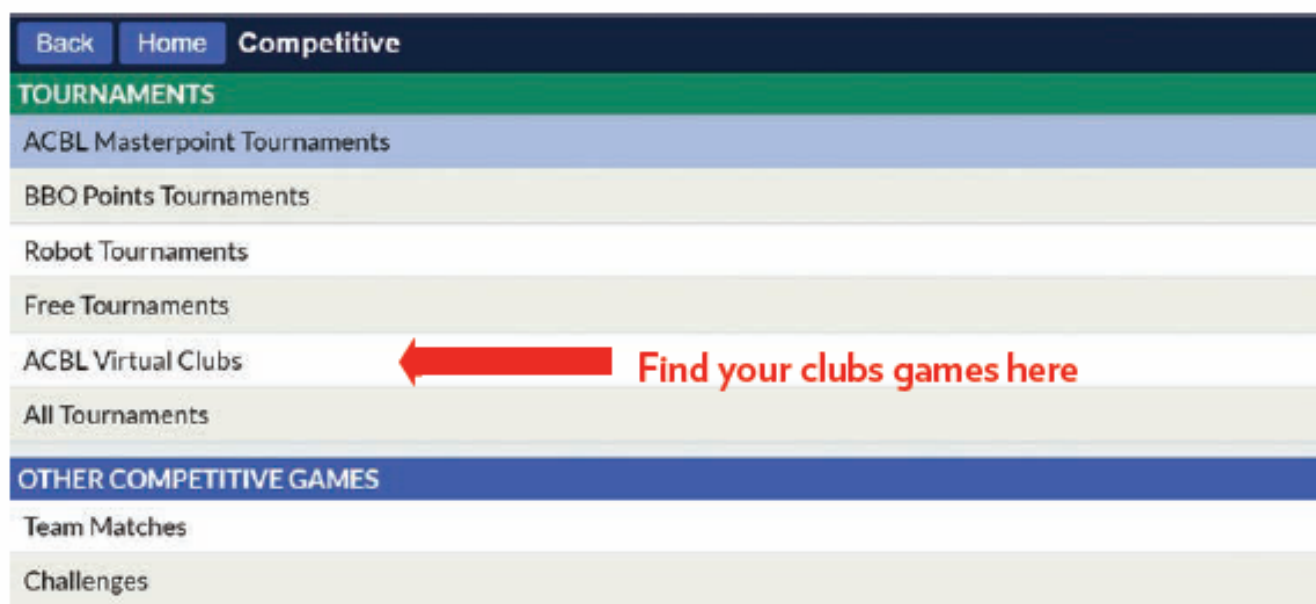 Back Home Competitive
TOURNAMENTS
ACBL Masterpoint Tournaments
BBO Points Tournaments
Robot Tournaments
Free Tournaments
ACBL Virtual Clubs Find your clubs games here
All Tournaments
OTHER COMPETITIVE GAMES
Team Matches
Challenges